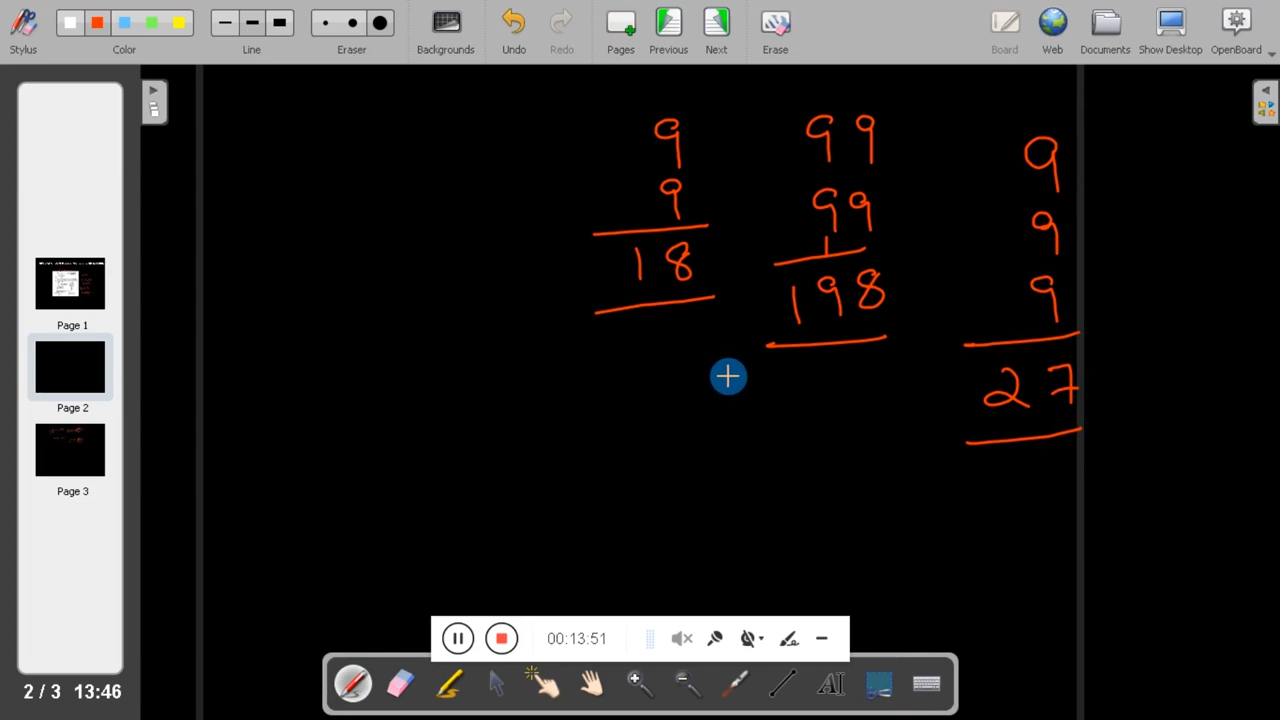 Stylus Color Line Eraser Backgrounds Undo Redo Pages Previous Next Erase Board Web Documents Show Desktop OpenBoard
9 99 9
9 99 9
1 9
18 198 27
Page 1
Page 2
Page 3
00:13:51
2 / 3 13:46
AI